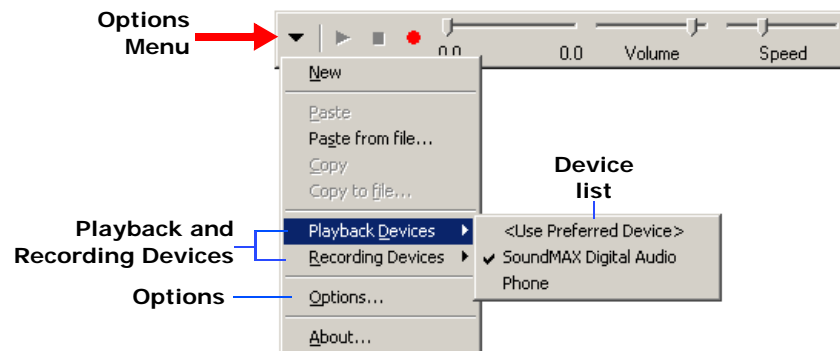 Options
Menu
0.0 0.0 Volume Speed
New
Paste
Paste from file...
Copy
Copy to file...
Device
list
Playback and
Recording Devices
Playback Devices
Recording Devices
<Use Preferred Device>
SoundMAX Digital Audio
Phone
Options
Options...
About...